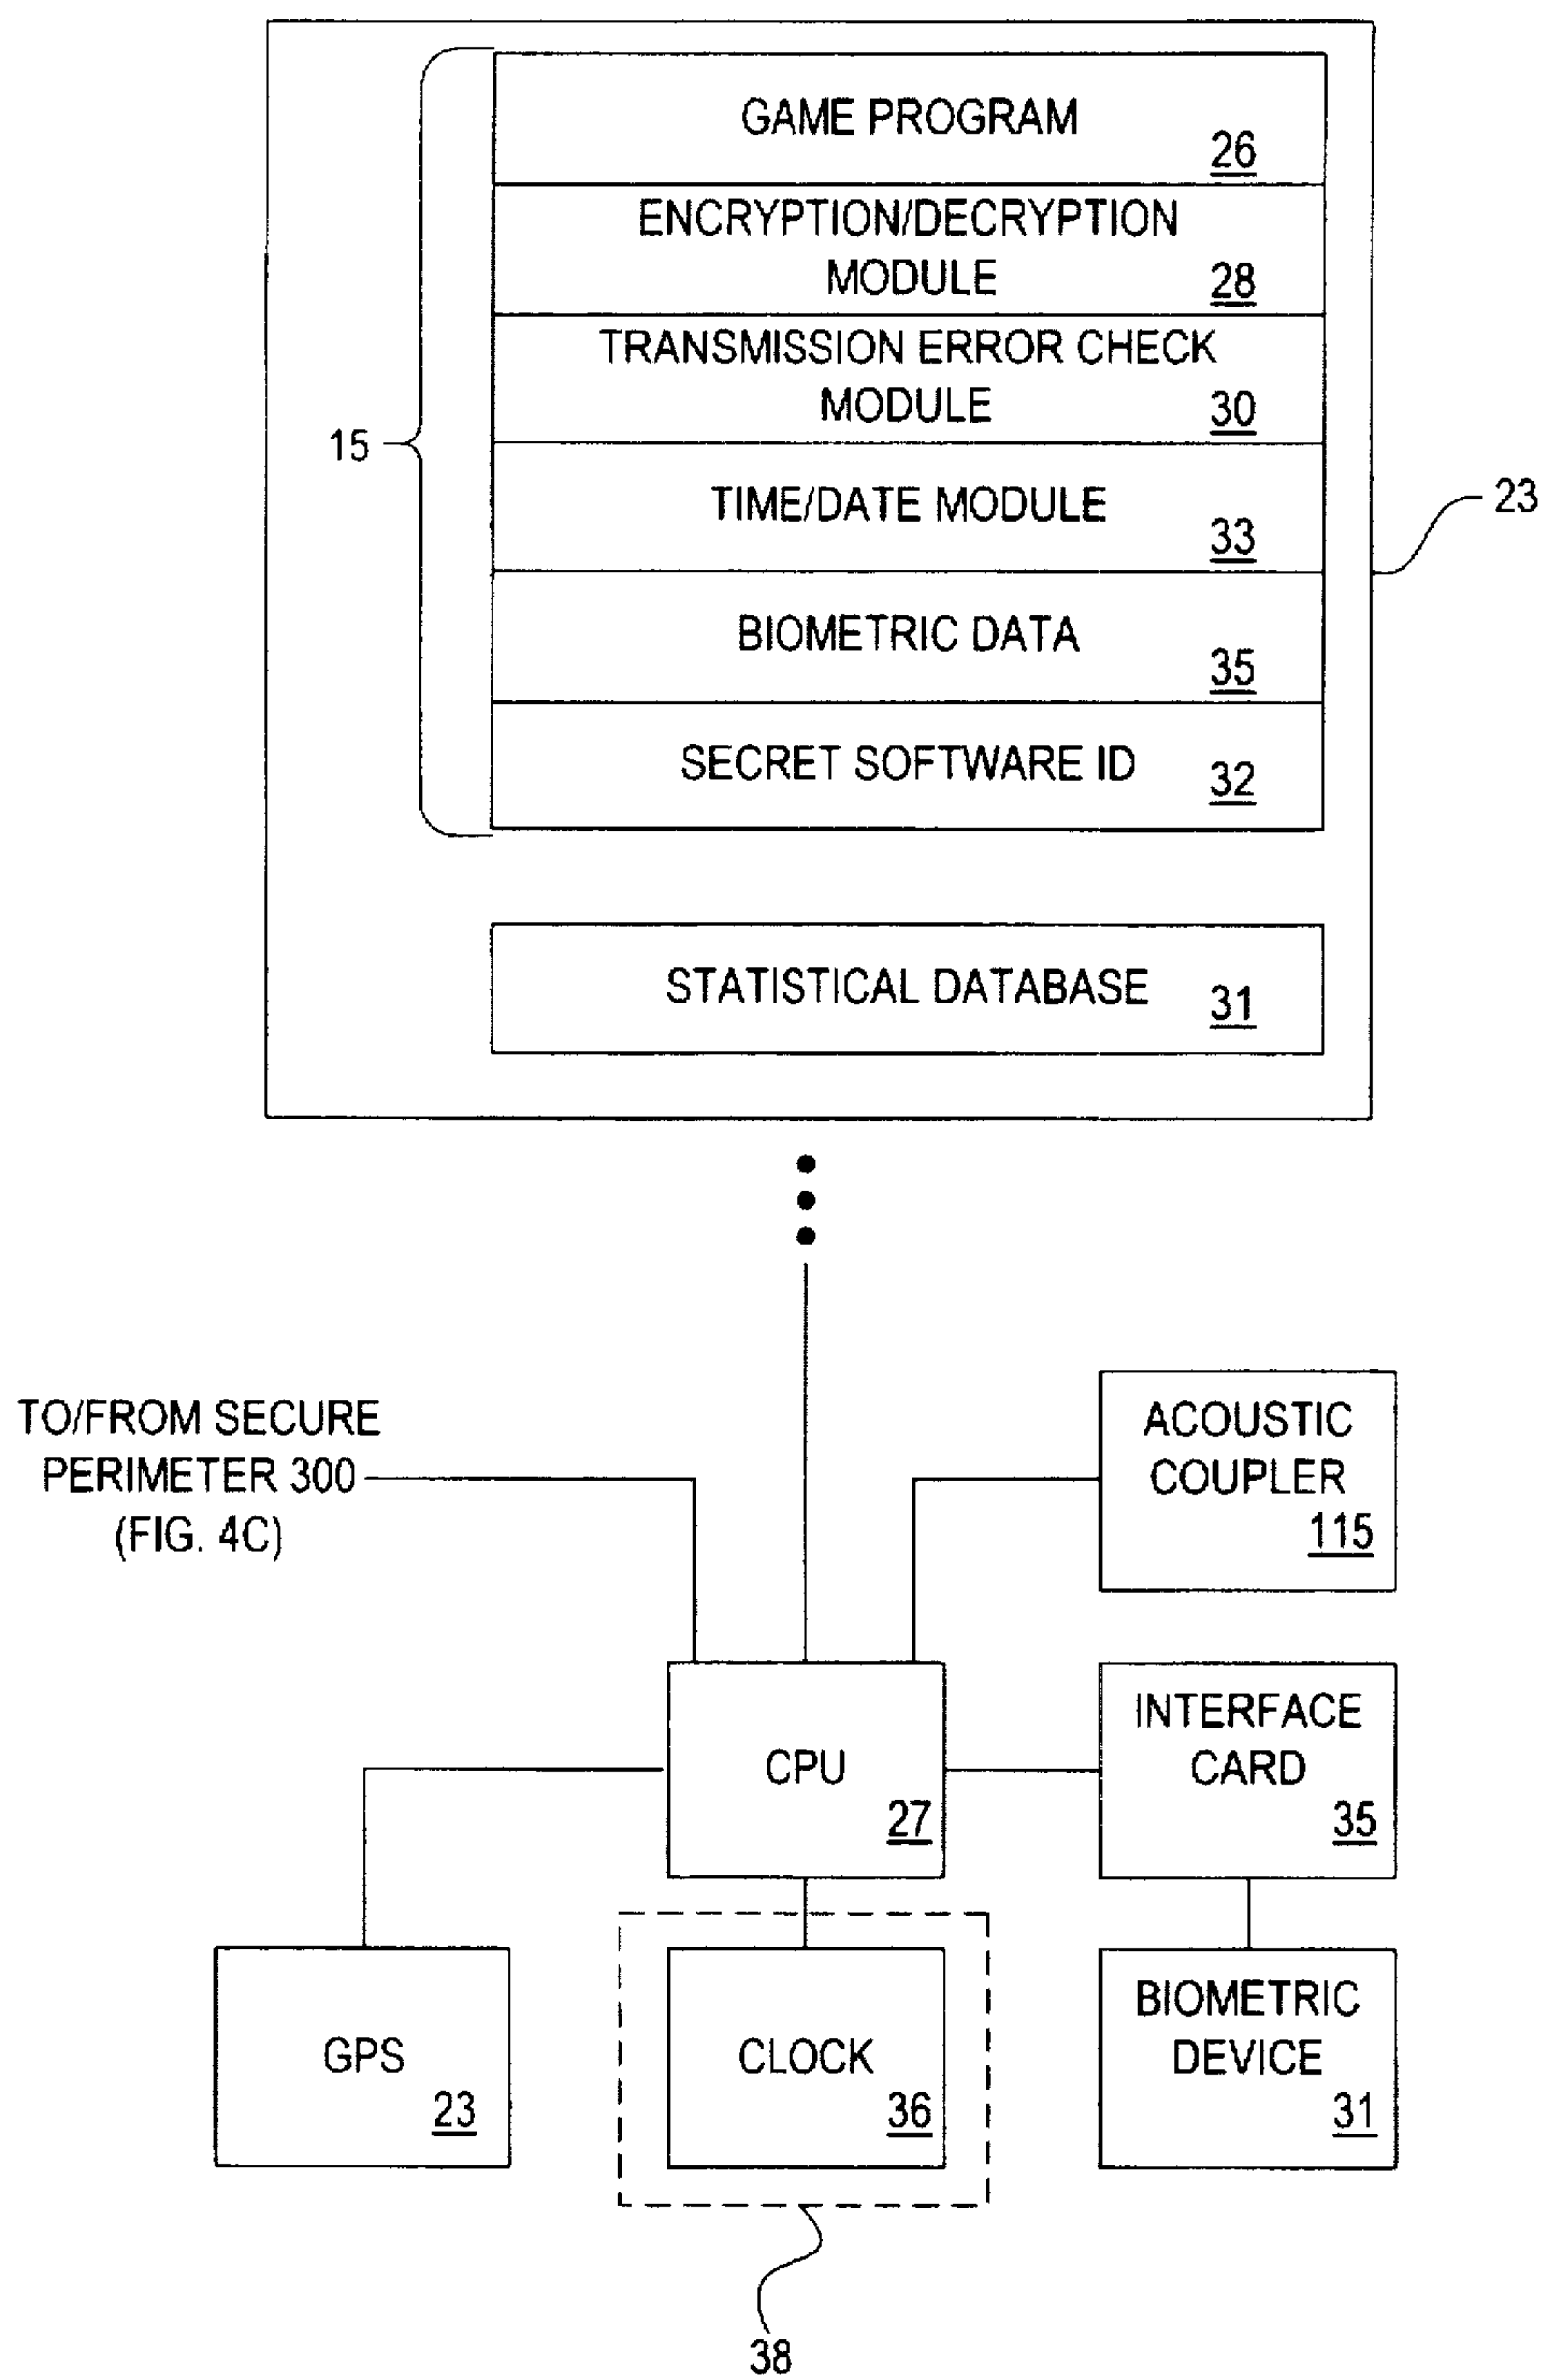 GAME PROGRAM
26
ENCRYPTION/DECRYPTION
MODULE
28
TRANSMISSION ERROR CHECK
MODULE
30
15
TIME/DATE MODULE
33
23
BIOMETRIC DATA
35
SECRET SOFTWARE ID
32
STATISTICAL DATABASE
31
TO/FROM SECURE
PERIMETER 300
(FIG. 4C)
ACOUSTIC
COUPLER
115
CPU
27
INTERFACE
CARD
35
GPS
23
CLOCK
36
BIOMETRIC
DEVICE
31
38